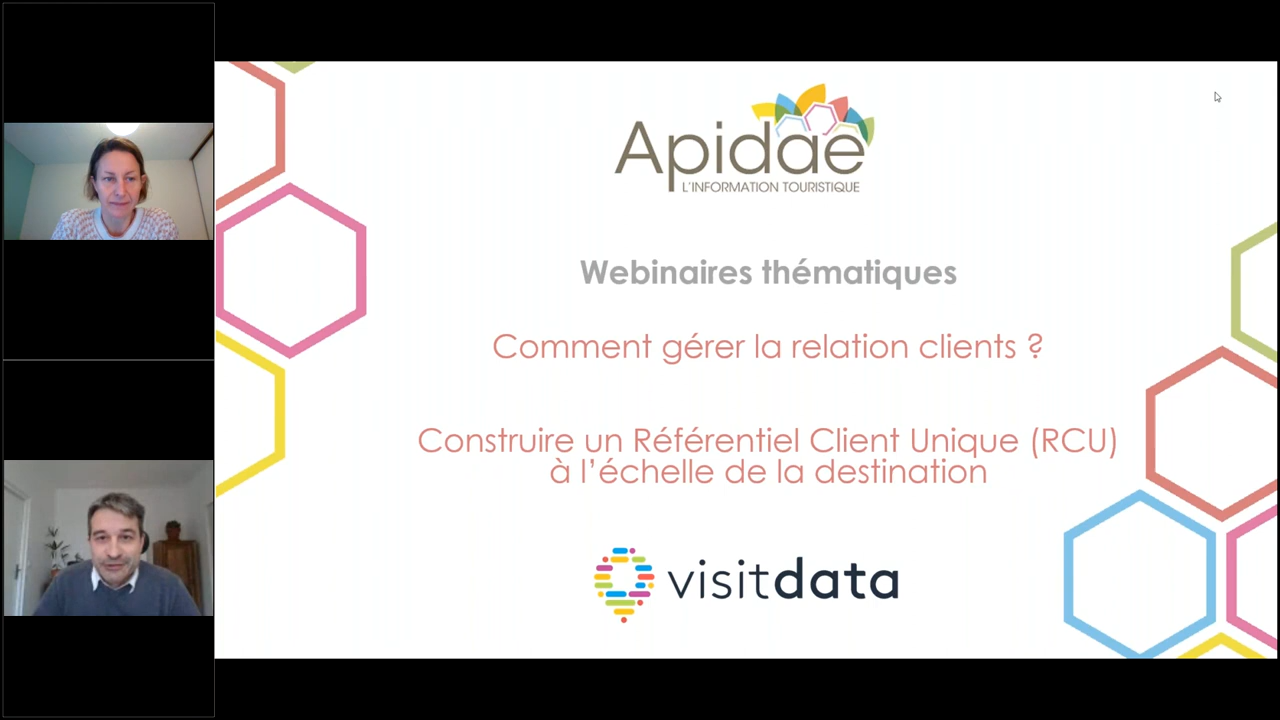 Apidae
L'INFORMATION TOURISTIQUE
Webinaires thématiques
Comment gérer la relation clients ?
Construire un Référentiel Client Unique (RCU)
à l'échelle de la destination
visitdata